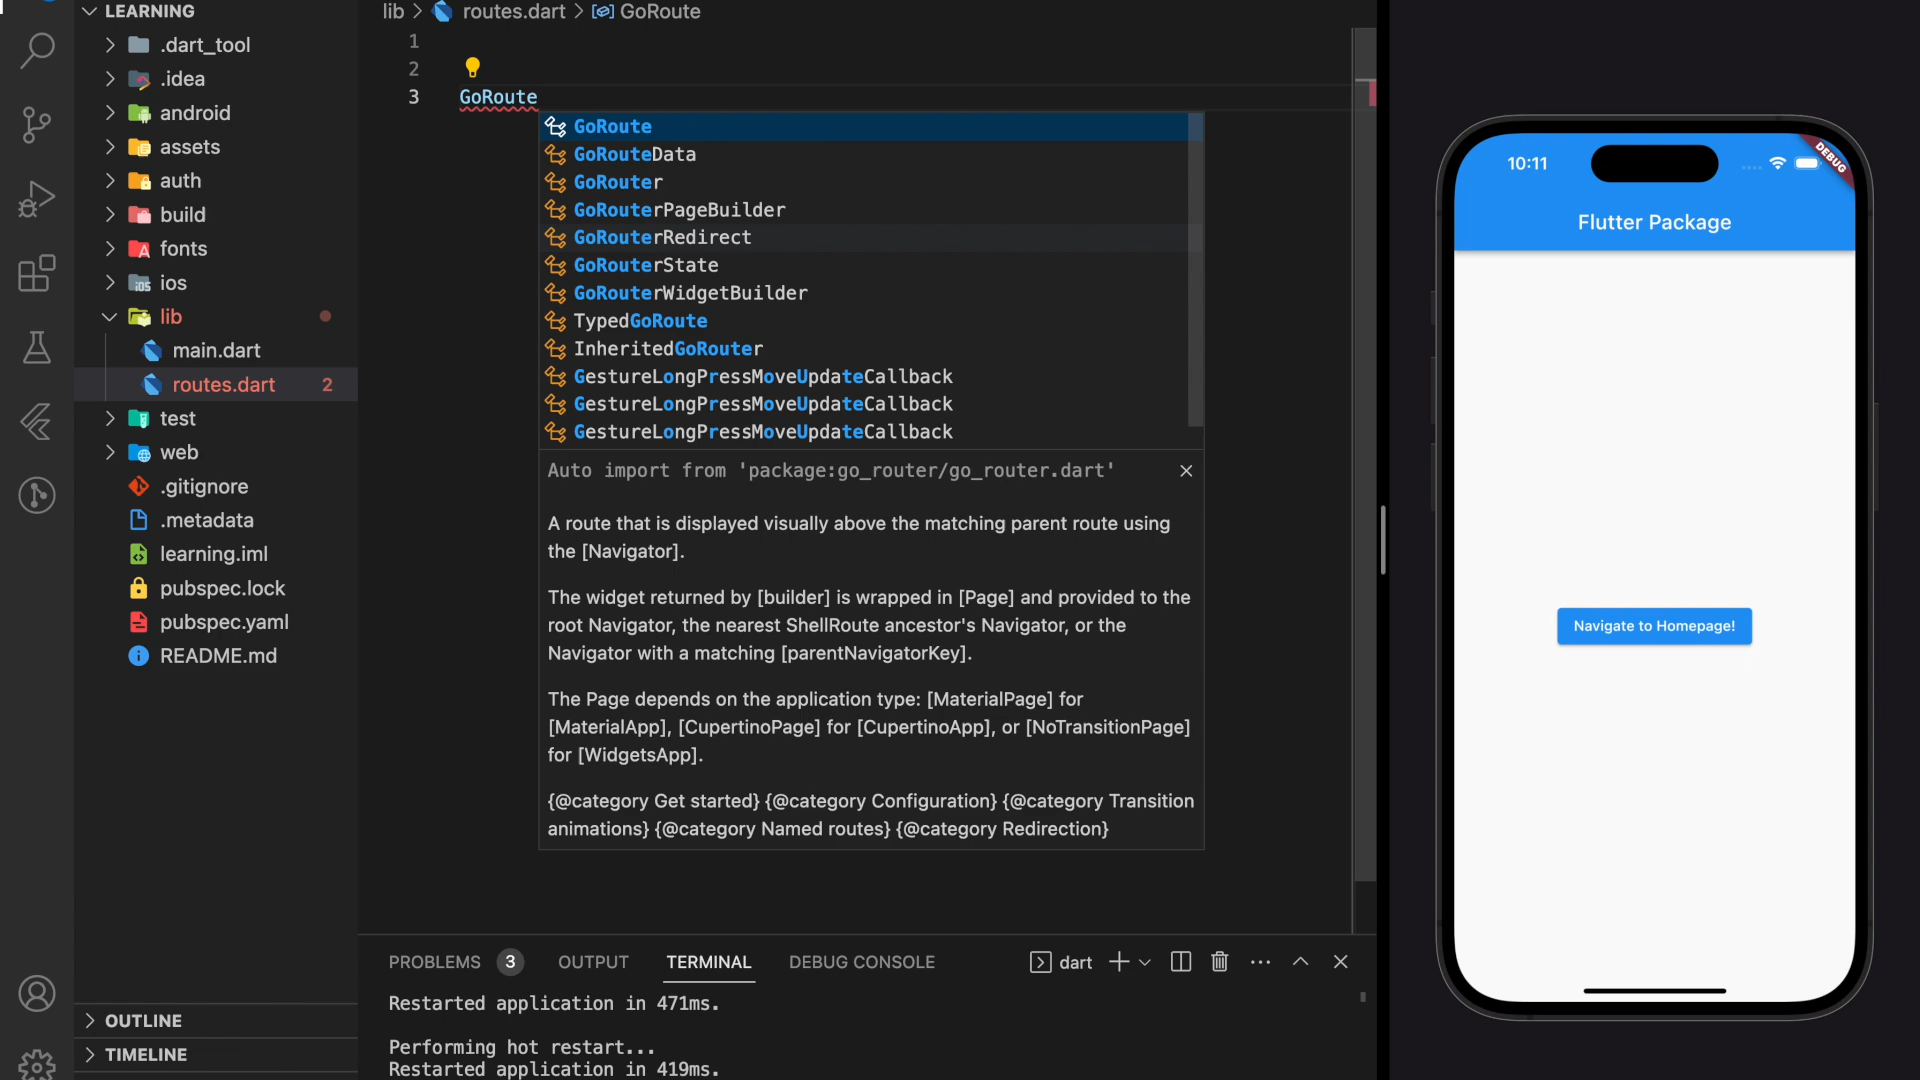 LEARNING
.dart_tool
.idea
android
assets
auth
build
fonts
ios
lib
main.dart
routes.dart 2
test
web
.gitignore
.metadata
learning.iml
pubspec.lock
pubspec.yaml
README.md
OUTLINE
TIMELINE
lib > routes.dart > GoRoute
1
2
3 GoRoute
GoRoute
GoRouteData
GoRouter
GoRouterPageBuilder
GoRouterRedirect
GoRouterState
GoRouterWidgetBuilder
TypedGoRoute
InheritedGoRouter
GestureLongPressMoveUpdateCallback
GestureLongPressMoveUpdateCallback
GestureLongPressMoveUpdateCallback
Auto import from 'package:go_router/go_router.dart'
A route that is displayed visually above the matching parent route using
the [Navigator].
The widget returned by [builder] is wrapped in [Page] and provided to the
root Navigator, the nearest ShellRoute ancestor's Navigator, or the
Navigator with a matching [parentNavigatorKey].
The Page depends on the application type: [MaterialPage] for
[MaterialApp], [CupertinoPage] for [CupertinoApp], or [NoTransitionPage]
for [WidgetsApp].
{@category Get started} {@category Configuration} {@category Transition
animations} {@category Named routes} {@category Redirection}
PROBLEMS 3 OUTPUT TERMINAL DEBUG CONSOLE dart
Restarted application in 471ms.
Performing hot restart...
Restarted application in 419ms.
10:11
DEBUG
Flutter Package
Navigate to Homepage!